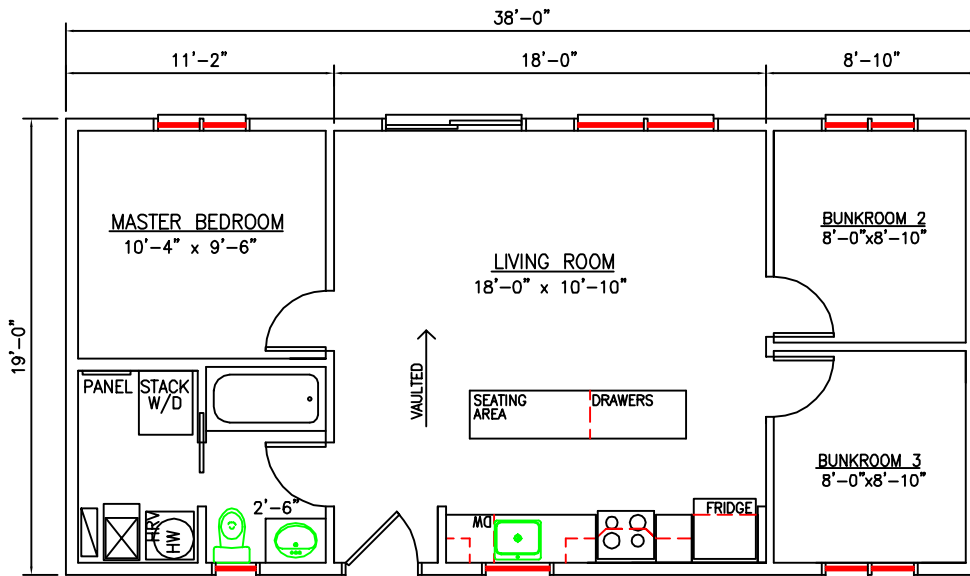 38'-0"
11'-2"
18'-0"
8'-10"
19'-0"
MASTER BEDROOM
10'-4" x 9'-6"
LIVING ROOM
18'-0" x 10'-10"
BUNKROOM 2
8'-0"x8'-10"
VAULTED
PANEL
STACK
W/D
SEATING
AREA
DRAWERS
BUNKROOM 3
8'-0"x8'-10"
2'-6"
HRV
HW
DW
FRIDGE